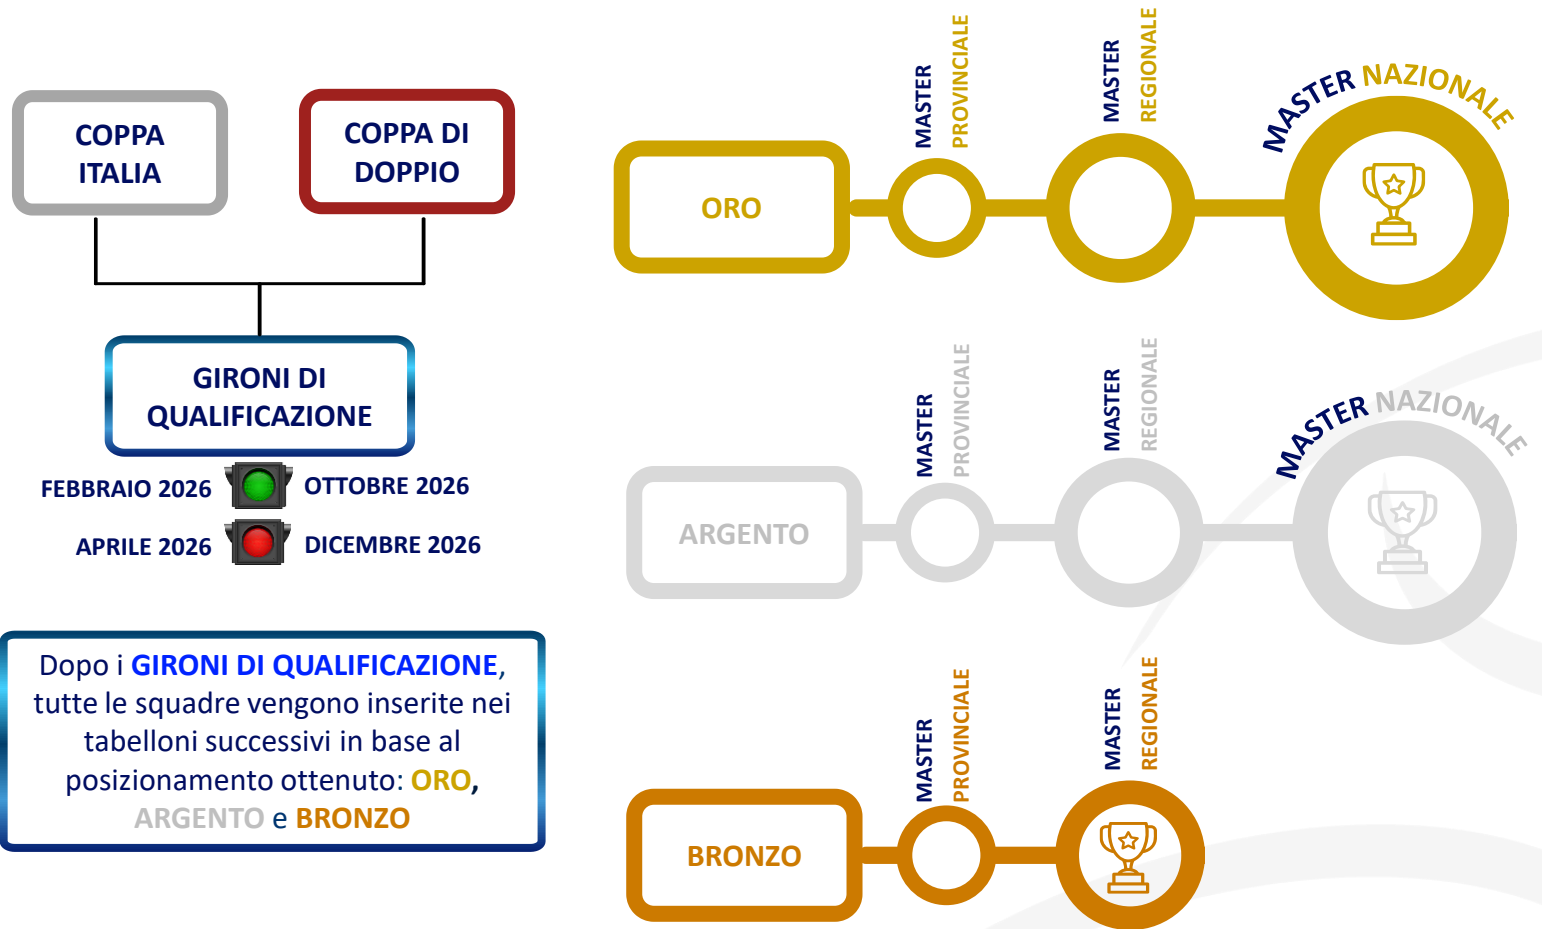 COPPA
ITALIA
COPPA DI
DOPPIO
GIRONI DI
QUALIFICAZIONE
FEBBRAIO 2026
OTTOBRE 2026
APRILE 2026
DICEMBRE 2026
Dopo i GIRONI DI QUALIFICAZIONE,
tutte le squadre vengono inserite nei
tabelloni successivi in base al
posizionamento ottenuto: ORO,
ARGENTO e BRONZO
ORO
MASTER
PROVINCIALE
MASTER
REGIONALE
MASTER NAZIONALE
ARGENTO
MASTER
PROVINCIALE
MASTER
REGIONALE
MASTER NAZIONALE
BRONZO
MASTER
PROVINCIALE
MASTER
REGIONALE